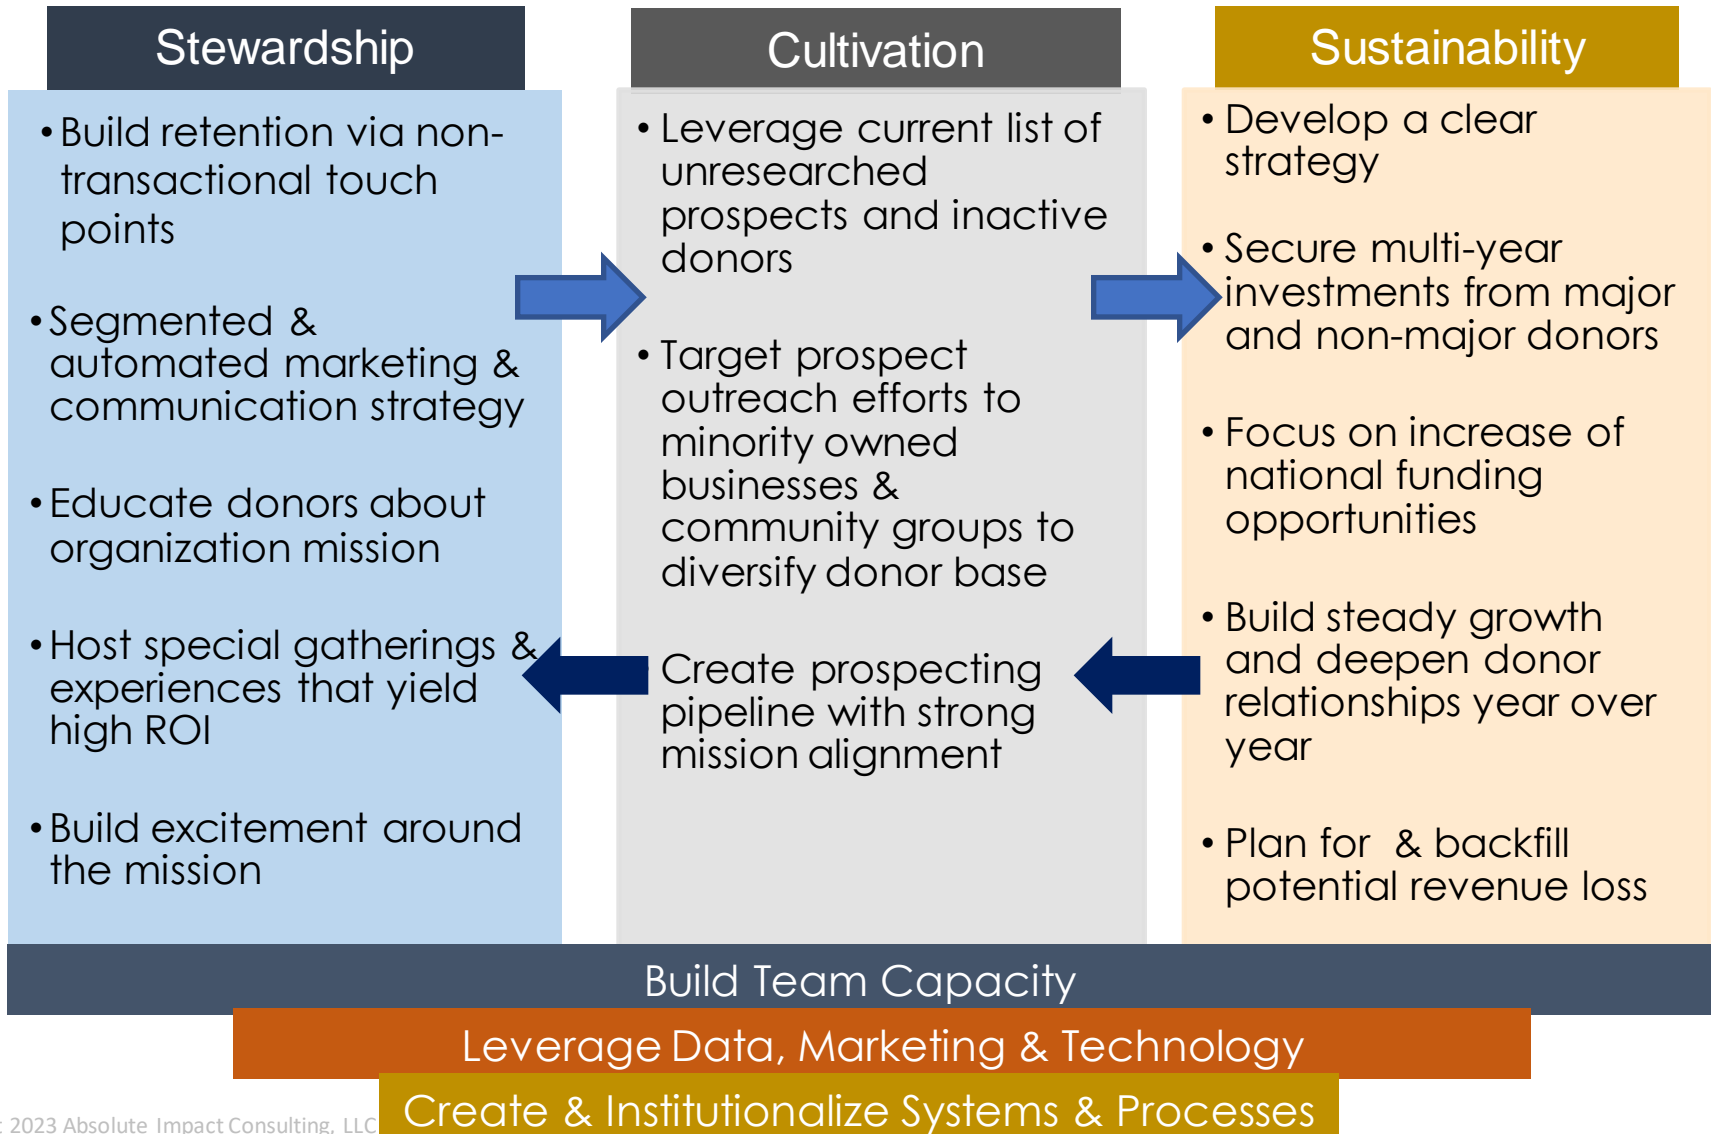 Stewardship
• Build retention via non-
transactional touch
points
• Segmented &
automated marketing &
communication strategy
• Educate donors about
organization mission
• Host special gatherings &
experiences that yield
high ROI
• Build excitement around
the mission
Cultivation
• Leverage current list of
unresearched
prospects and inactive
donors
• Target prospect
outreach efforts to
minority owned
businesses &
community groups to
diversify donor base
Create prospecting
pipeline with strong
mission alignment
Sustainability
• Develop a clear
strategy
• Secure multi-year
investments from major
and non-major donors
• Focus on increase of
national funding
opportunities
• Build steady growth
and deepen donor
relationships year over
year
• Plan for & backfill
potential revenue loss
Build Team Capacity
Leverage Data, Marketing & Technology
Create & Institutionalize Systems & Processes
2023 Absolute Impact Consulting, LLC